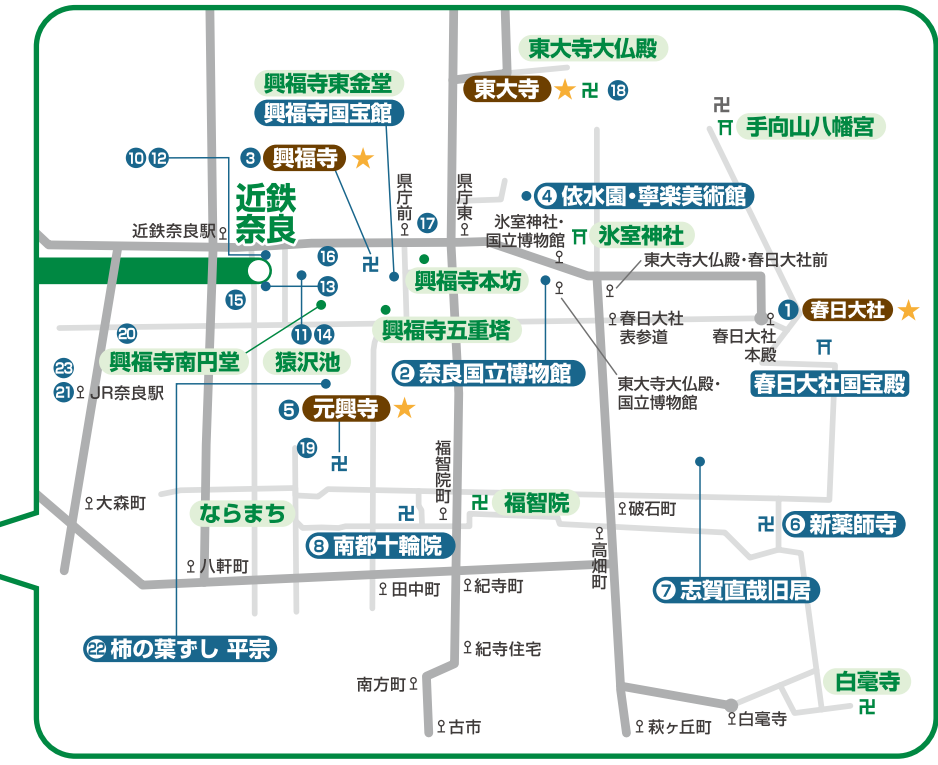 東大寺大仏殿
興福寺東金堂
東大寺
卍 18
興福寺国宝館
卍
手向山八幡宮
10 12
3 興福寺
県庁前
県庁東
4 依水園・寧楽美術館
近鉄
奈良
近鉄奈良駅
17
氷室神社・
国立博物館
氷室神社
16
卍
東大寺大仏殿・春日大社前
興福寺本坊
13
15
1 春日大社
春日大社
表参道
20
11 14
興福寺五重塔
春日大社
本殿
興福寺南円堂
猿沢池
23
2 奈良国立博物館
東大寺大仏殿・
国立博物館
春日大社国宝殿
21 JR奈良駅
5 元興寺
19
卍
福智院町
大森町
ならまち
卍
卍 福智院
破石町
卍 6 新薬師寺
8 南都十輪院
高畑町
八軒町
田中町
紀寺町
7 志賀直哉旧居
22 柿の葉ずし 平宗
紀寺住宅
南方町
白毫寺
卍
古市
萩ヶ丘町
白毫寺